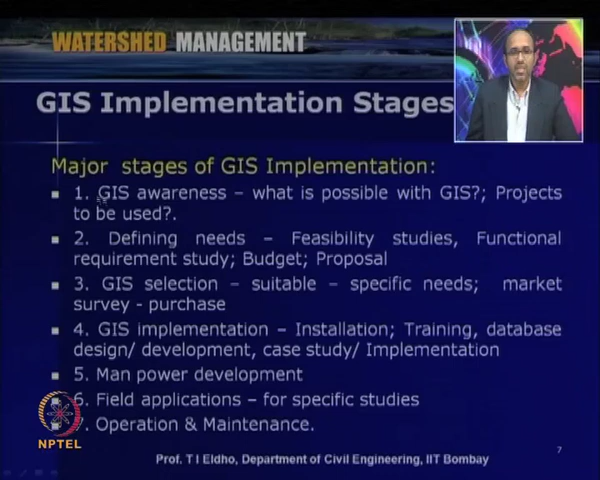 WATERSHED MANAGEMENT
GIS Implementation Stages
Major stages of GIS Implementation:
1. GIS awareness – what is possible with GIS?; Projects
to be used?.
2. Defining needs – Feasibility studies, Functional
requirement study; Budget; Proposal
3. GIS selection – suitable – specific needs; market
survey - purchase
4. GIS implementation – Installation; Training, database
design/ development, case study/ Implementation
5. Man power development
6. Field applications – for specific studies
7. Operation & Maintenance.
NPTEL
7
Prof. T I Eldho, Department of Civil Engineering, IIT Bombay